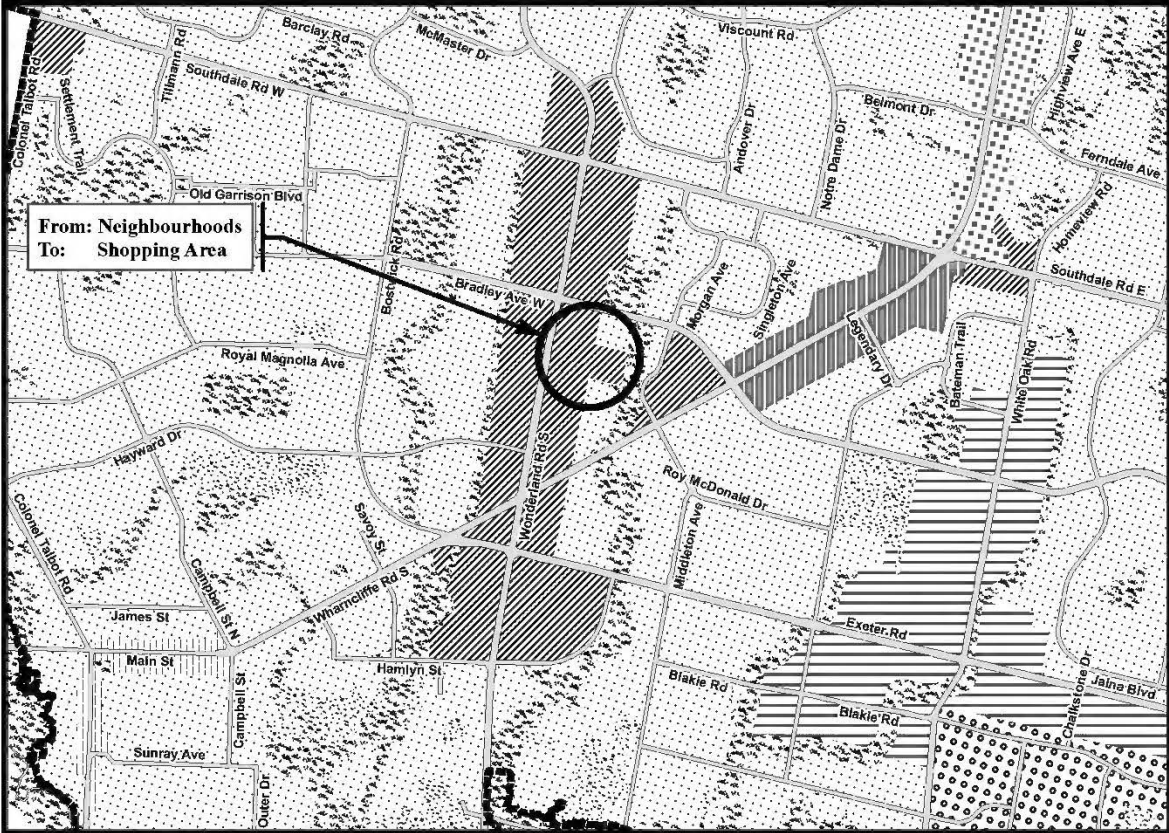 Barclay Rd
McMaster Dr
Viscount Rd
Highview Ave E
Colonel Talbot Rd
Settlement Trail
Tillmann Rd
Southdale Rd W
Andover Dr
Notre Dame Dr
Belmont Dr
Ferndale Ave
Homeview Rd
Old Garrison Blvd
From: Neighbourhoods
To: Shopping Area
Bostwick Rd
Bradley Ave W
Morgan Ave
Singleton Ave
Southdale Rd E
Legendary Dr
Bateman Trail
White Oak Rd
Royal Magnolia Ave
Hayward Dr
Wonderland Rd S
Roy McDonald Dr
Colonel Talbot Rd
Savoy St
Middleton Ave
Campbell St N
Wharncliffe Rd S
James St
Exeter Rd
Main St
Hamlyn St
Blakie Rd
Jalna Blvd
Chalkstone Dr
Blakie Rd
Campbell St
Sunray Ave
Outer Dr